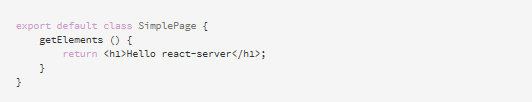 export default class SimplePage {
    getElements () {
        return <h1>Hello react-server</h1>;
    }
}